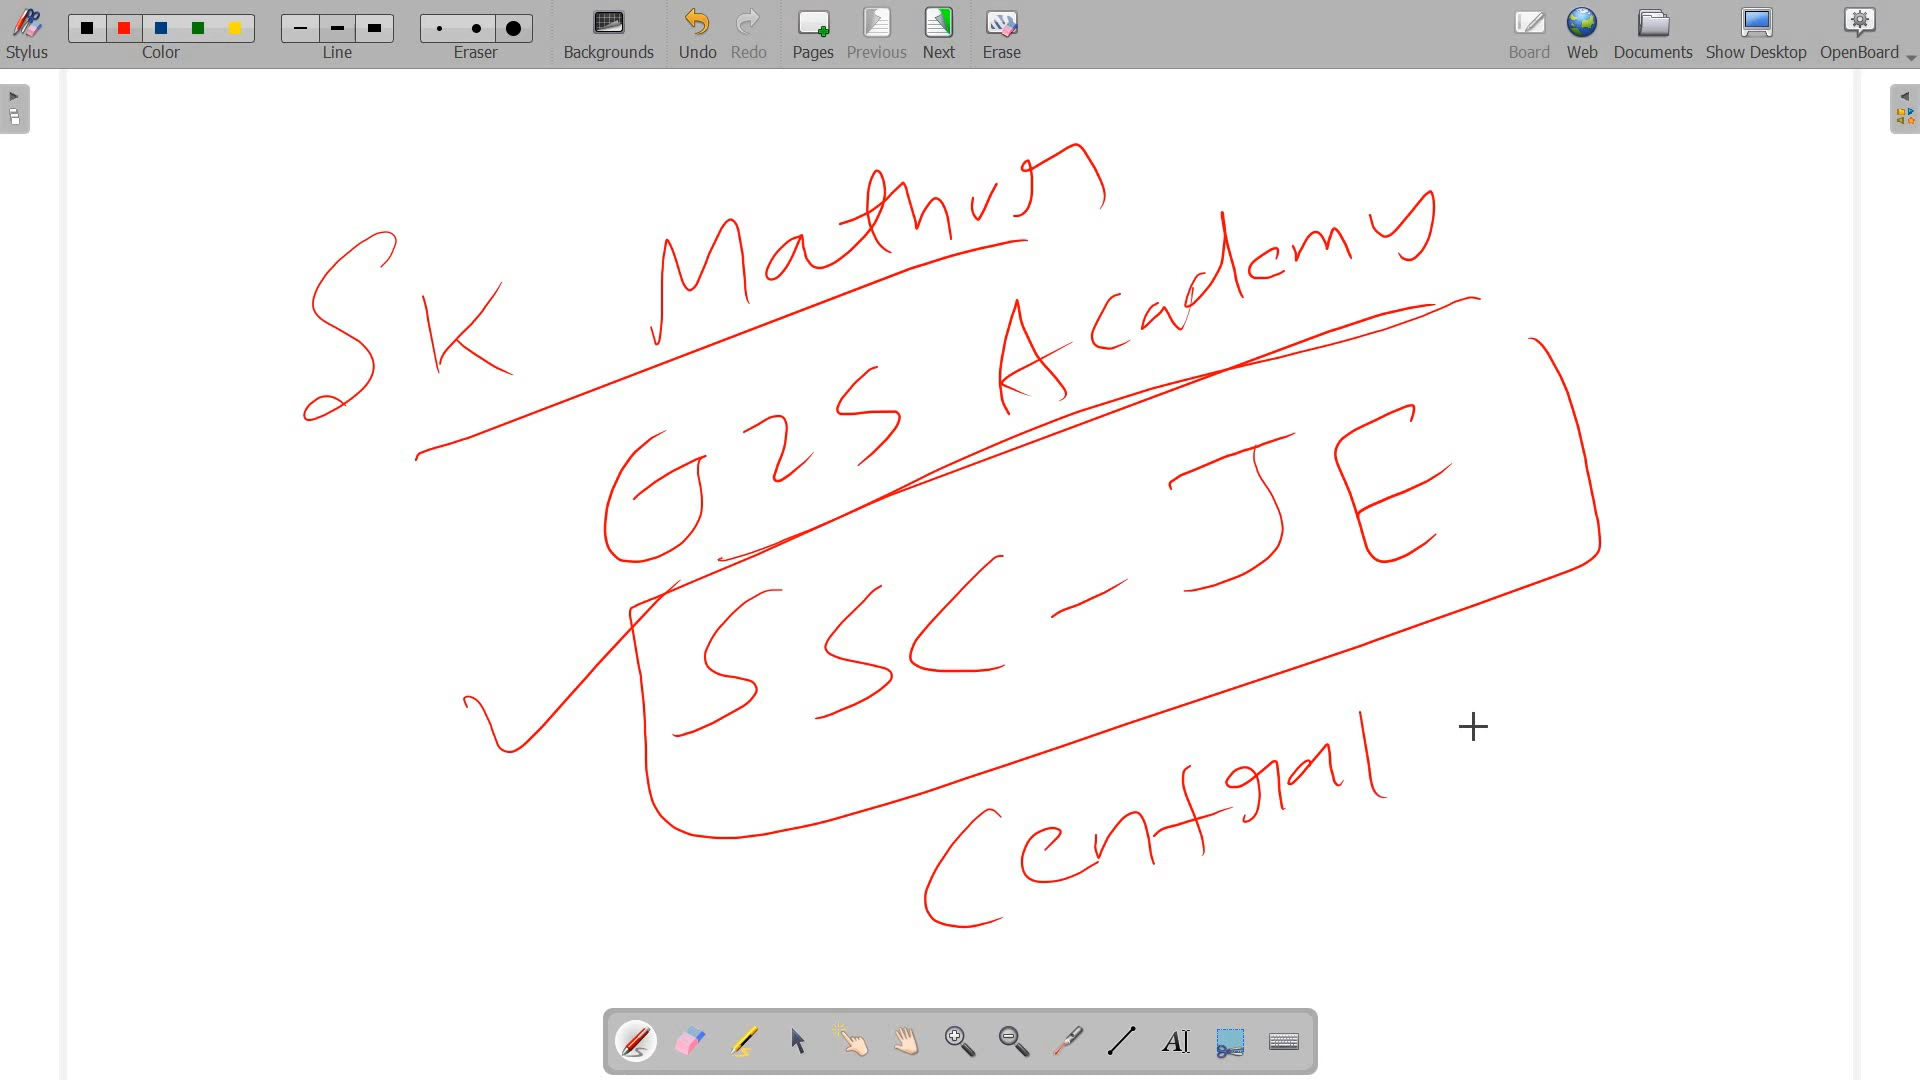 Stylus Color Line Eraser Backgrounds Undo Redo Pages Previous Next Erase Board Web Documents Show Desktop OpenBoard
SK Mathur
G2S Academy
SSC - JE
Central
AI